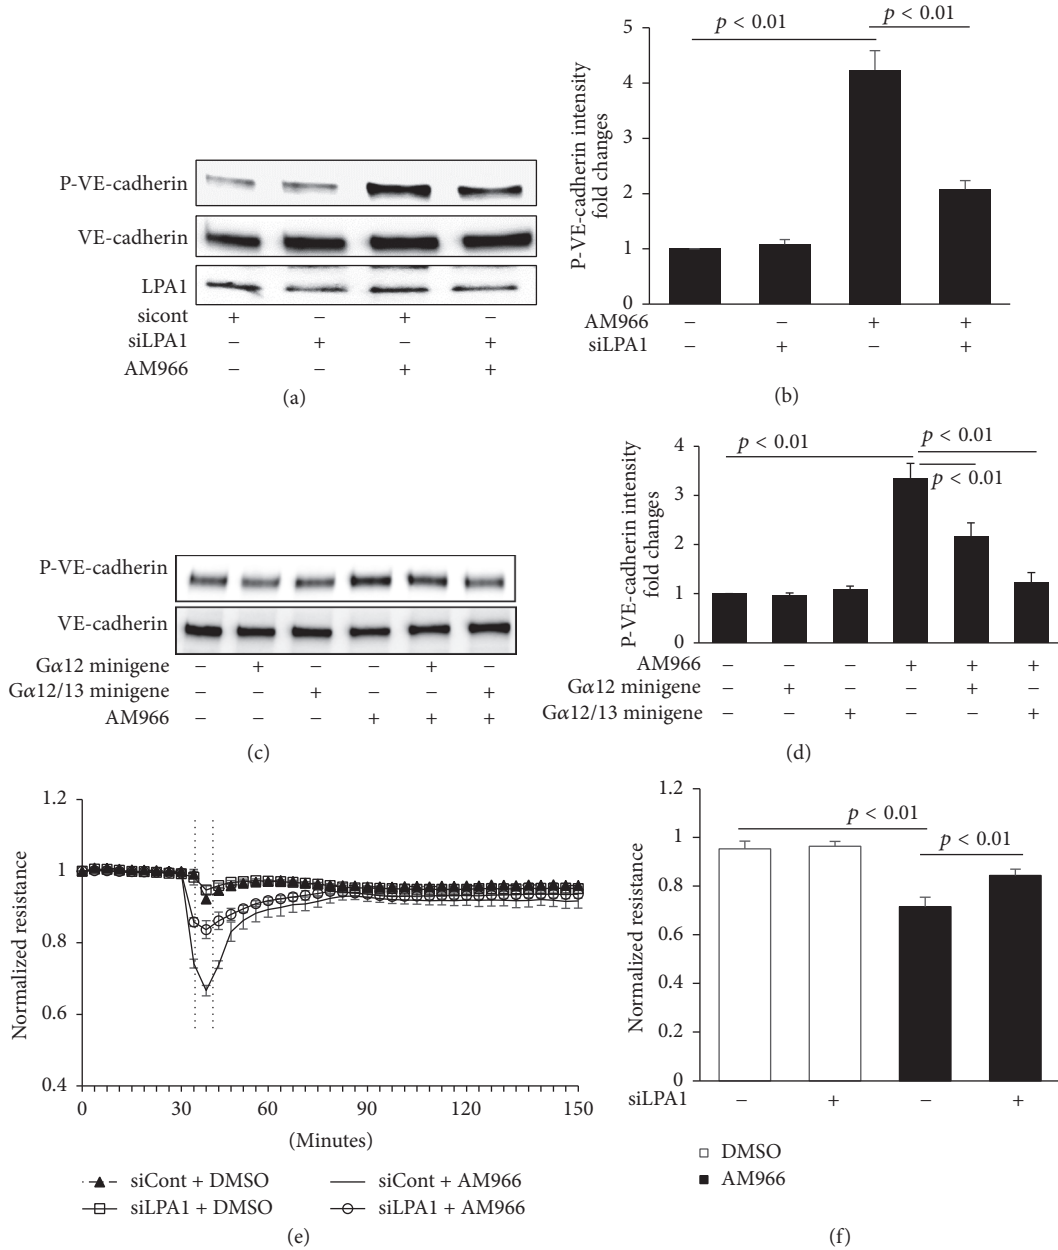 P-VE-cadherin
VE-cadherin
LPA1
sicont + − + −
siLPA1 − + − +
AM966 − − + +
(a)
p < 0.01
p < 0.01
P-VE-cadherin intensity
fold changes
5
4
3
2
1
0
AM966 − − + +
siLPA1 − + − +
(b)
P-VE-cadherin
VE-cadherin
Gα12 minigene − + − − + −
Gα12/13 minigene − − + − − +
AM966 − − − + + +
(c)
p < 0.01
p < 0.01
p < 0.01
P-VE-cadherin intensity
fold changes
4
3
2
1
0
AM966 − − − + + +
Gα12 minigene − + − − + −
Gα12/13 minigene − − + − − +
(d)
Normalized resistance
1.2
1
0.8
0.6
0.4
0 30 60 90 120 150
(Minutes)
siCont + DMSO
siCont + AM966
siLPA1 + DMSO
siLPA1 + AM966
(e)
Normalized resistance
1.2
1
0.8
0.6
0.4
0.2
0
p < 0.01
p < 0.01
siLPA1 − + − +
DMSO
AM966
(f)